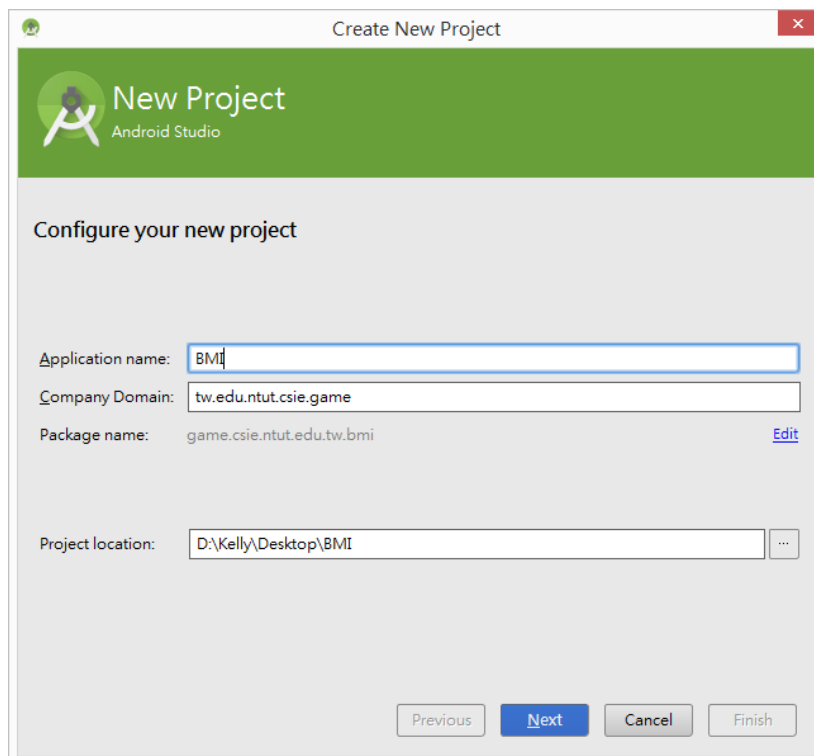 Create New Project
New Project
Android Studio
Configure your new project
Application name: BMI
Company Domain: tw.edu.ntut.csie.game
Package name: game.csie.ntut.edu.tw.bmi Edit
Project location: D:\Kelly\Desktop\BMI ...
Previous Next Cancel Finish